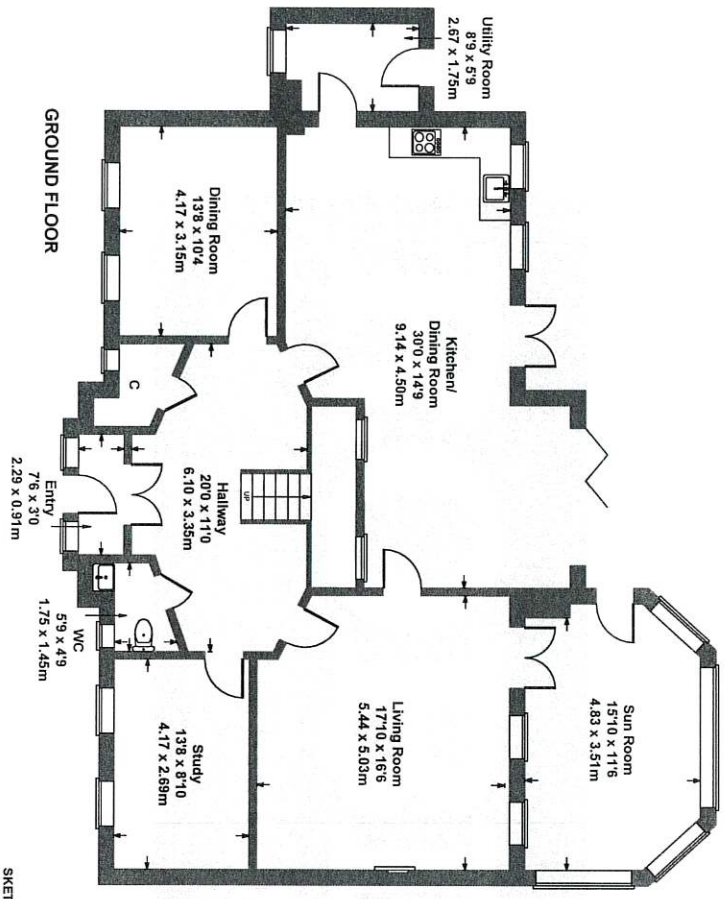 Utility Room
8'9 x 5'9
2.67 x 1.75m
Kitchen/
Dining Room
30'0 x 14'9
9.14 x 4.50m
Sun Room
15'10 x 11'6
4.83 x 3.51m
Dining Room
13'8 x 10'4
4.17 x 3.15m
C
Hallway
20'0 x 11'0
6.10 x 3.35m
UP
Living Room
17'10 x 16'6
5.44 x 5.03m
Entry
7'6 x 3'0
2.29 x 0.91m
WC
5'9 x 4'9
1.75 x 1.45m
Study
13'8 x 8'10
4.17 x 2.69m
GROUND FLOOR
SKET